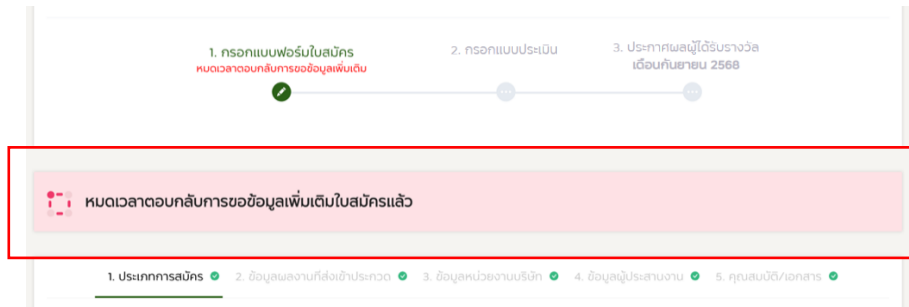 1. กรอกแบบฟอร์มใบสมัคร
หมดเวลาตอบกลับการขอข้อมูลเพิ่มเติม
2. กรอกแบบประเมิน
3. ประกาศผลผู้ได้รับรางวัล
เดือนกันยายน 2568
หมดเวลาตอบกลับการขอข้อมูลเพิ่มเติมใบสมัครแล้ว
1. ประเภทการสมัคร 2. ข้อมูลผลงานที่ส่งเข้าประกวด 3. ข้อมูลหน่วยงานบริษัท 4. ข้อมูลผู้ประสานงาน 5. คุณสมบัติ/เอกสาร